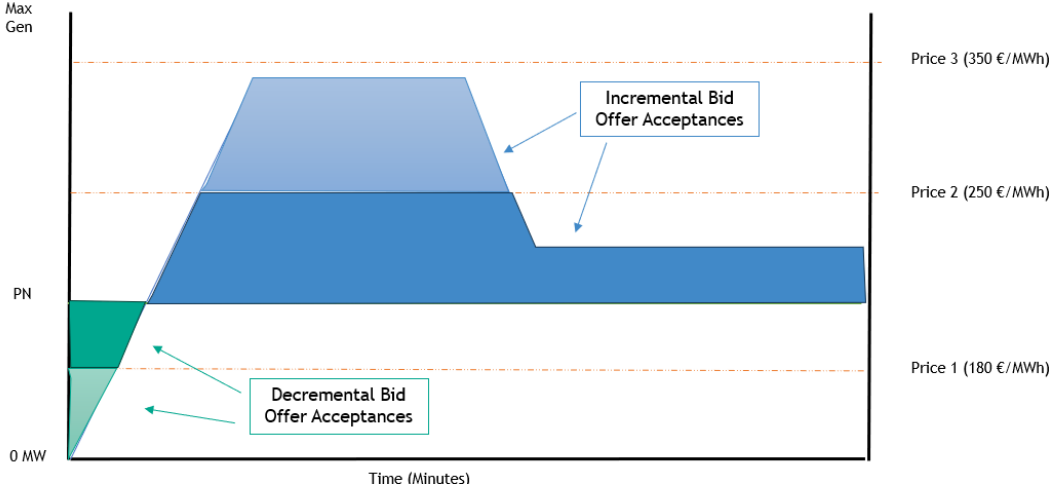 Max
Gen
Price 3 (350 €/MWh)
Incremental Bid
Offer Acceptances
Price 2 (250 €/MWh)
PN
Price 1 (180 €/MWh)
Decremental Bid
Offer Acceptances
0 MW
Time (Minutes)